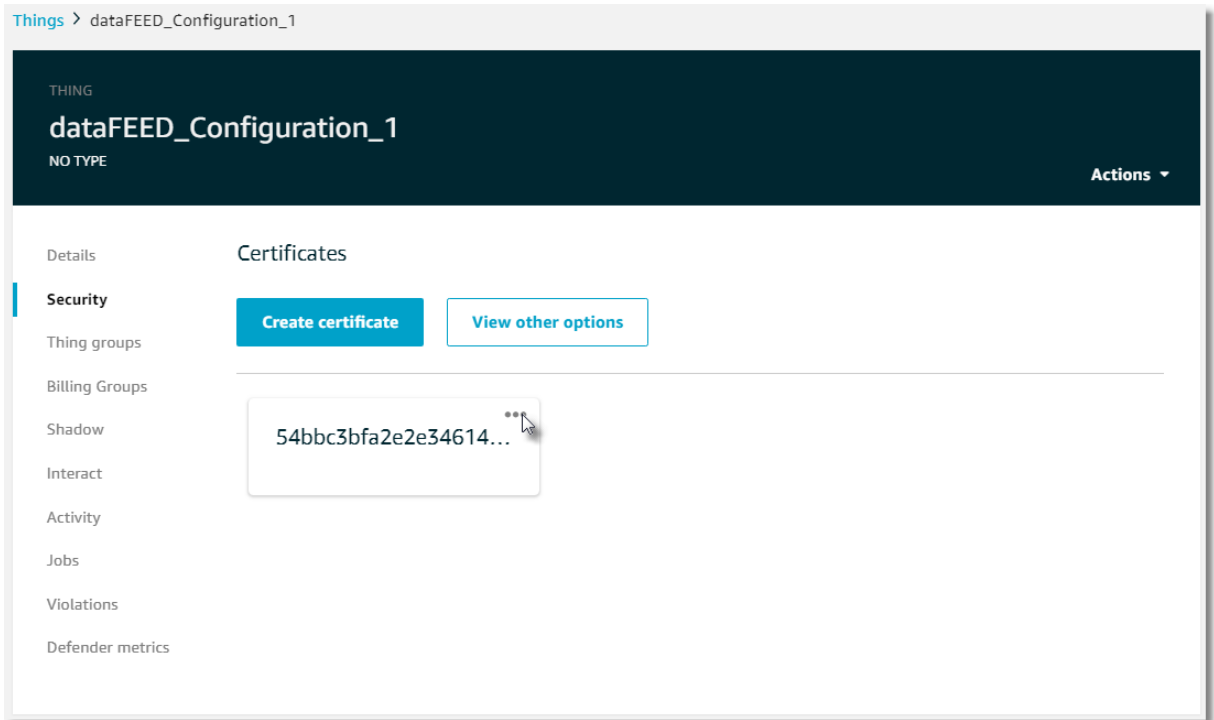 Things > dataFEED_Configuration_1
THING
dataFEED_Configuration_1
NO TYPE
Actions
Details
Security
Thing groups
Billing Groups
Shadow
Interact
Activity
Jobs
Violations
Defender metrics
Certificates
Create certificate
View other options
54bbc3bfa2e2e34614...